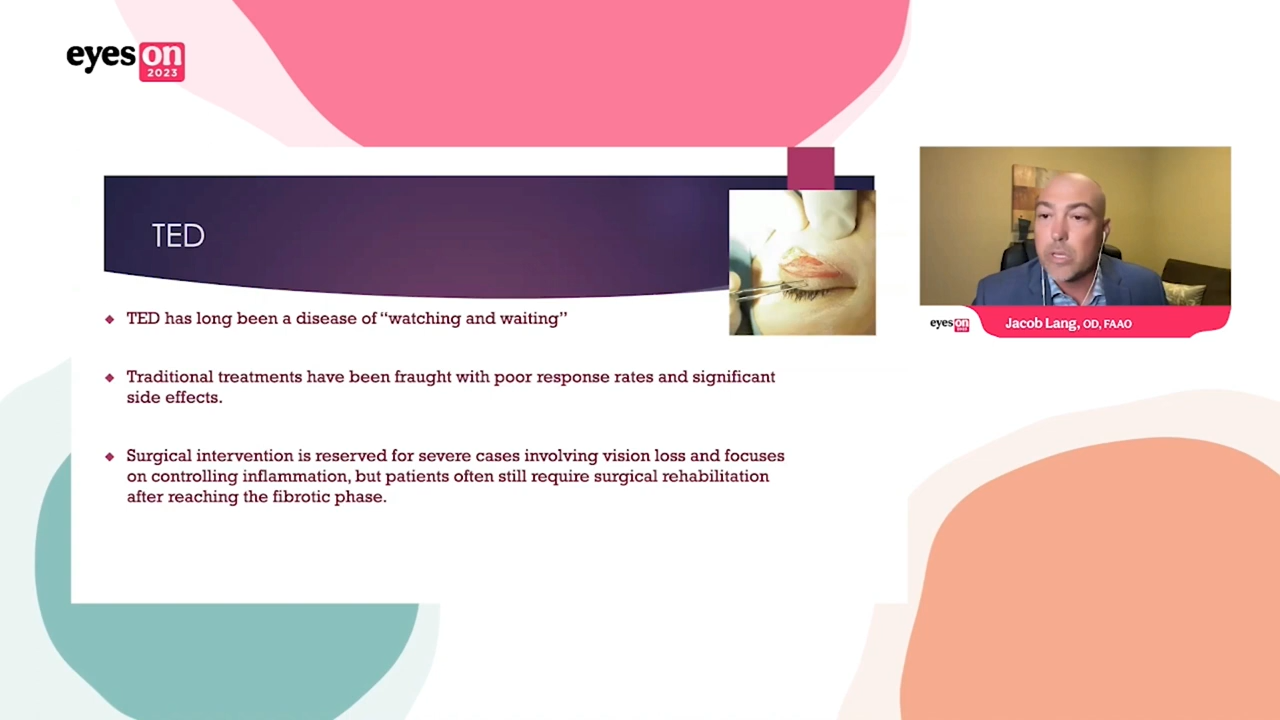 eyes on
2023
TED
TED has long been a disease of “watching and waiting”
Traditional treatments have been fraught with poor response rates and significant
side effects.
Surgical intervention is reserved for severe cases involving vision loss and focuses
on controlling inflammation, but patients often still require surgical rehabilitation
after reaching the fibrotic phase.
eyes on
Jacob Lang, OD, FAAO